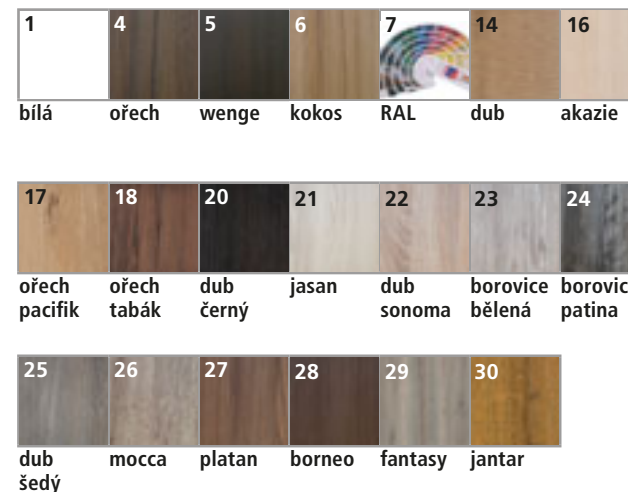 1 4 5 6 7 14 16
bílá ořech wenge kokos RAL dub akazie
17 18 20 21 22 23 24
ořech ořech dub jasan dub borovice borovic
pacifik tabák černý sonoma bělená patina
25 26 27 28 29 30
dub mocca platan borneo fantasy jantar
šedý